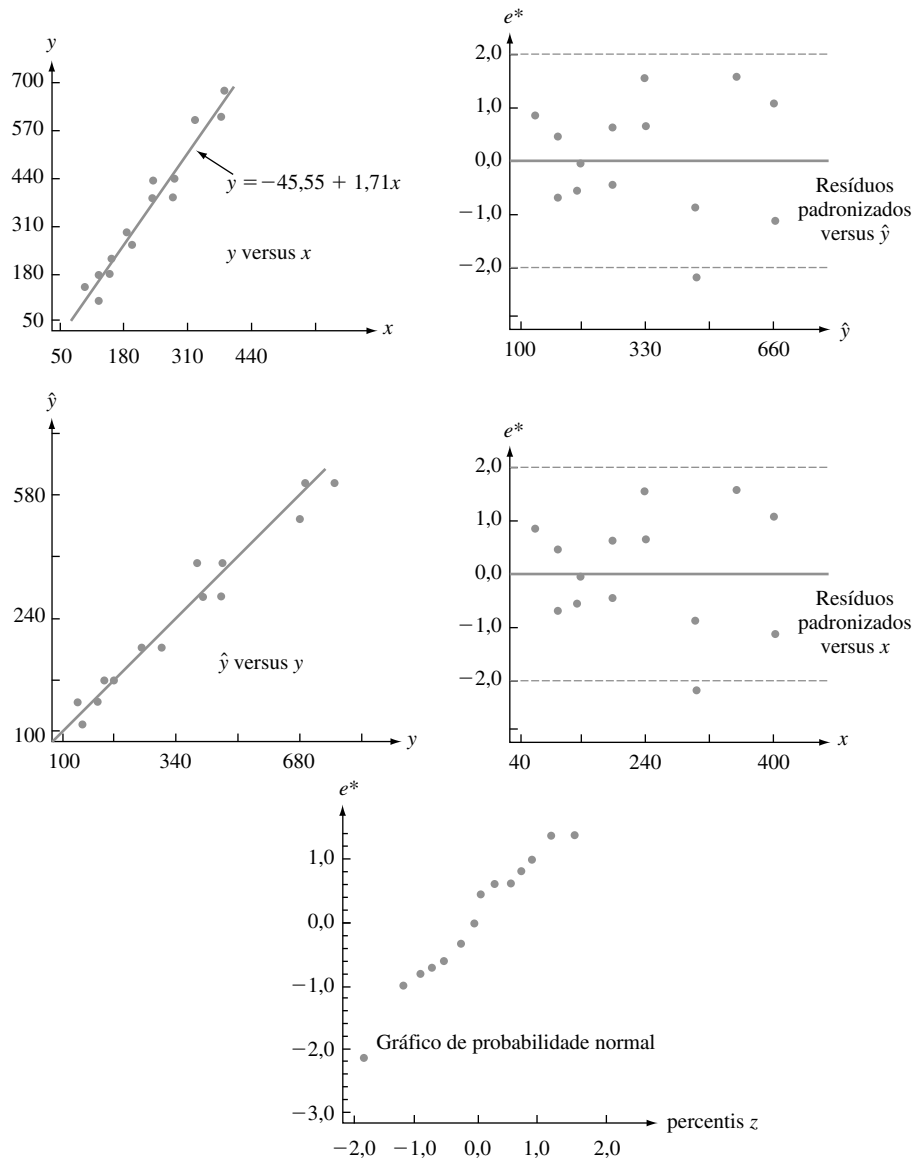 y
700
570
440
310
180
50
50 180 310 440
x
y = −45,55 + 1,71x
y versus x
e*
2,0
1,0
0,0
−1,0
−2,0
100 330 660
ŷ
Resíduos
padronizados
versus ŷ
ŷ
580
240
100
100 340 680
y
ŷ versus y
e*
2,0
1,0
0,0
−1,0
−2,0
40 240 400
x
Resíduos
padronizados
versus x
e*
1,0
0,0
−1,0
−2,0
−3,0
Gráfico de probabilidade normal
percentis z
−2,0 −1,0 0,0 1,0 2,0